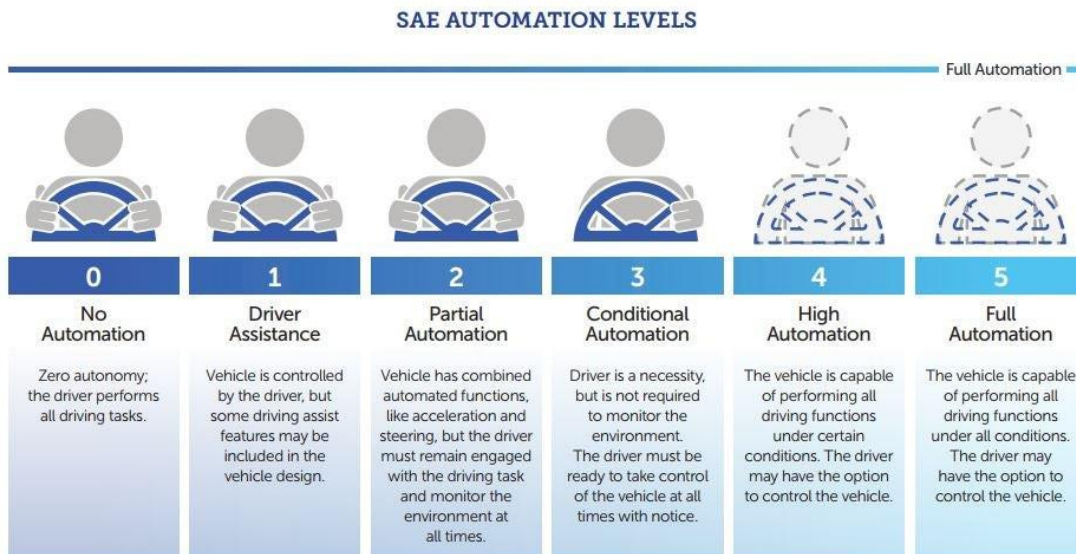 SAE AUTOMATION LEVELS
Full Automation
0
No
Automation
Zero autonomy;
the driver performs
all driving tasks.
1
Driver
Assistance
Vehicle is controlled
by the driver, but
some driving assist
features may be
included in the
vehicle design.
2
Partial
Automation
Vehicle has combined
automated functions,
like acceleration and
steering, but the driver
must remain engaged
with the driving task
and monitor the
environment at
all times.
3
Conditional
Automation
Driver is a necessity,
but is not required
to monitor the
environment.
The driver must be
ready to take control
of the vehicle at all
times with notice.
4
High
Automation
The vehicle is capable
of performing all
driving functions
under certain
conditions. The driver
may have the option
to control the vehicle.
5
Full
Automation
The vehicle is capable
of performing all
driving functions
under all conditions.
The driver may
have the option to
control the vehicle.